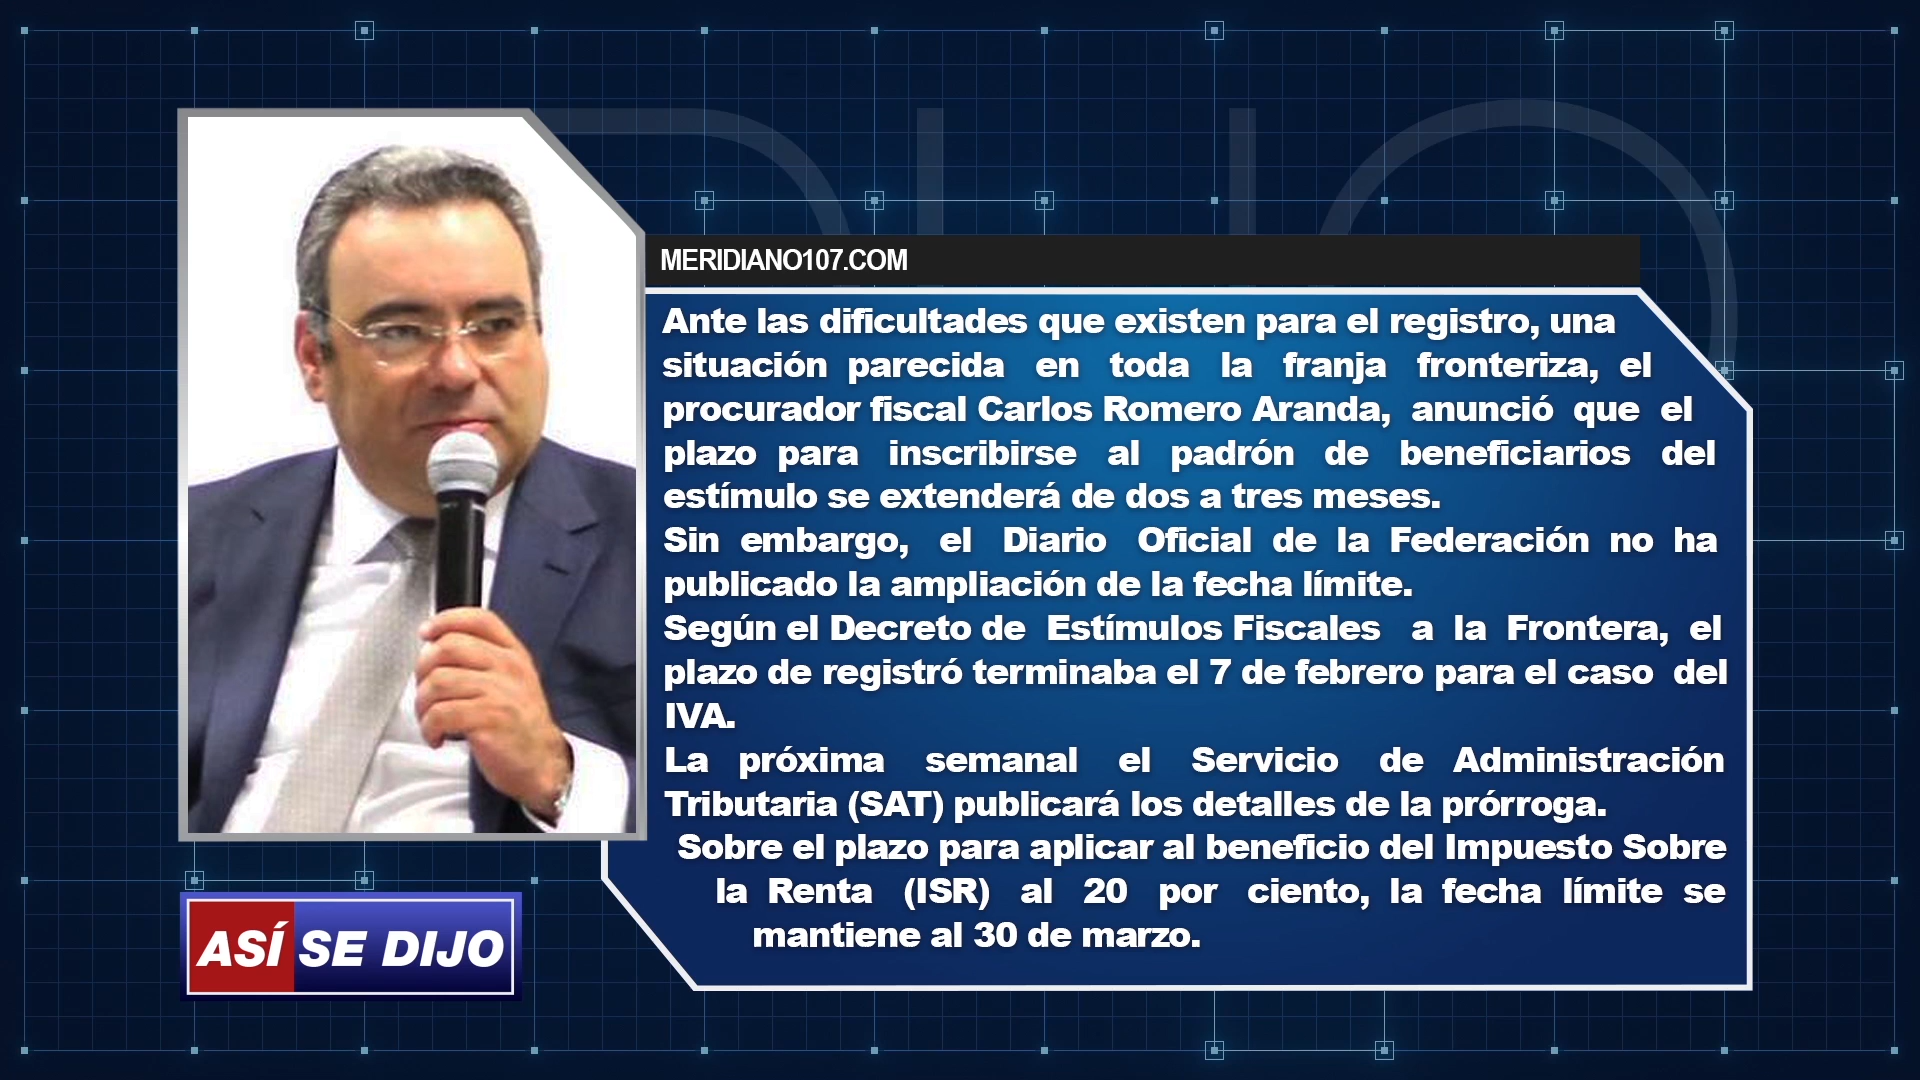 MERIDIANO107.COM
Ante las dificultades que existen para el registro, una
situación parecida en toda la franja fronteriza, el
procurador fiscal Carlos Romero Aranda, anunció que el
plazo para inscribirse al padrón de beneficiarios del
estímulo se extenderá de dos a tres meses.
Sin embargo, el Diario Oficial de la Federación no ha
publicado la ampliación de la fecha límite.
Según el Decreto de Estímulos Fiscales a la Frontera, el
plazo de registró terminaba el 7 de febrero para el caso del
IVA.
La próxima semanal el Servicio de Administración
Tributaria (SAT) publicará los detalles de la prórroga.
Sobre el plazo para aplicar al beneficio del Impuesto Sobre
la Renta (ISR) al 20 por ciento, la fecha límite se
mantiene al 30 de marzo.
ASÍ SE DIJO